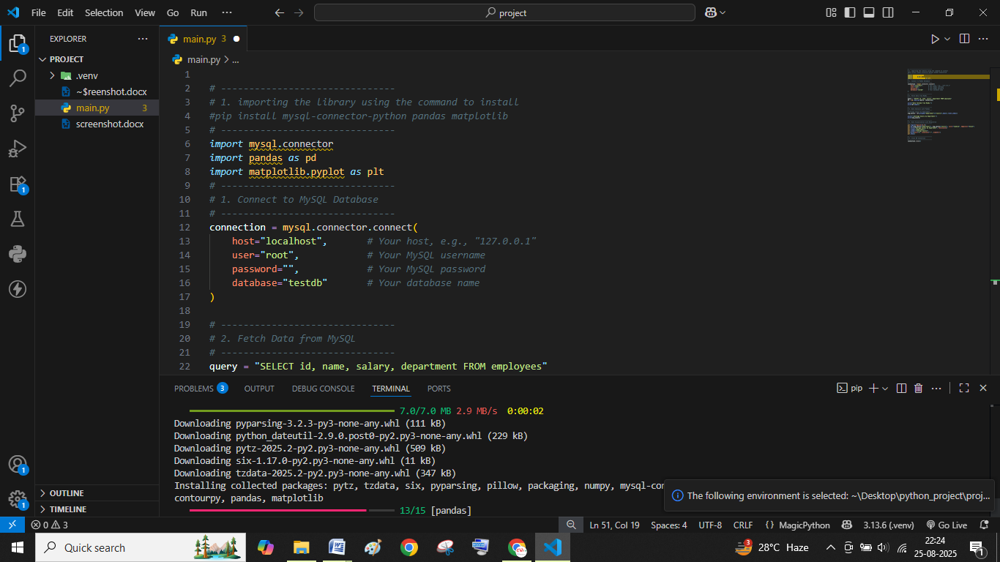 File Edit Selection View Go Run ···
project
EXPLORER ···
PROJECT
.venv
~$reenshot.docx
main.py 3
screenshot.docx
OUTLINE
TIMELINE
main.py 3
main.py > ...
1
2 # -------------------------------
3 # 1. importing the library using the command to install
4 #pip install mysql-connector-python pandas matplotlib
5 # -------------------------------
6 import mysql.connector
7 import pandas as pd
8 import matplotlib.pyplot as plt
9 # -------------------------------
10 # 1. Connect to MySQL Database
11 # -------------------------------
12 connection = mysql.connector.connect(
13 host="localhost", # Your host, e.g., "127.0.0.1"
14 user="root", # Your MySQL username
15 password="", # Your MySQL password
16 database="testdb" # Your database name
17 )
18
19 # -------------------------------
20 # 2. Fetch Data from MySQL
21 # -------------------------------
22 query = "SELECT id, name, salary, department FROM employees"
PROBLEMS 3 OUTPUT DEBUG CONSOLE TERMINAL PORTS
pip
7.0/7.0 MB 2.9 MB/s 0:00:02
Downloading pyparsing-3.2.3-py3-none-any.whl (111 kB)
Downloading python_dateutil-2.9.0.post0-py2.py3-none-any.whl (229 kB)
Downloading pytz-2025.2-py2.py3-none-any.whl (509 kB)
Downloading six-1.17.0-py2.py3-none-any.whl (11 kB)
Downloading tzdata-2025.2-py2.py3-none-any.whl (347 kB)
Installing collected packages: pytz, tzdata, six, pyparsing, pillow, packaging, numpy, mysql-con
contourpy, pandas, matplotlib
13/15 [pandas]
The following environment is selected: ~\Desktop\python_project\proj...
0 3
Ln 51, Col 19 Spaces: 4 UTF-8 CRLF {} MagicPython 3.13.6 (.venv) Go Live
Quick search
28°C Haze
22:24
25-08-2025